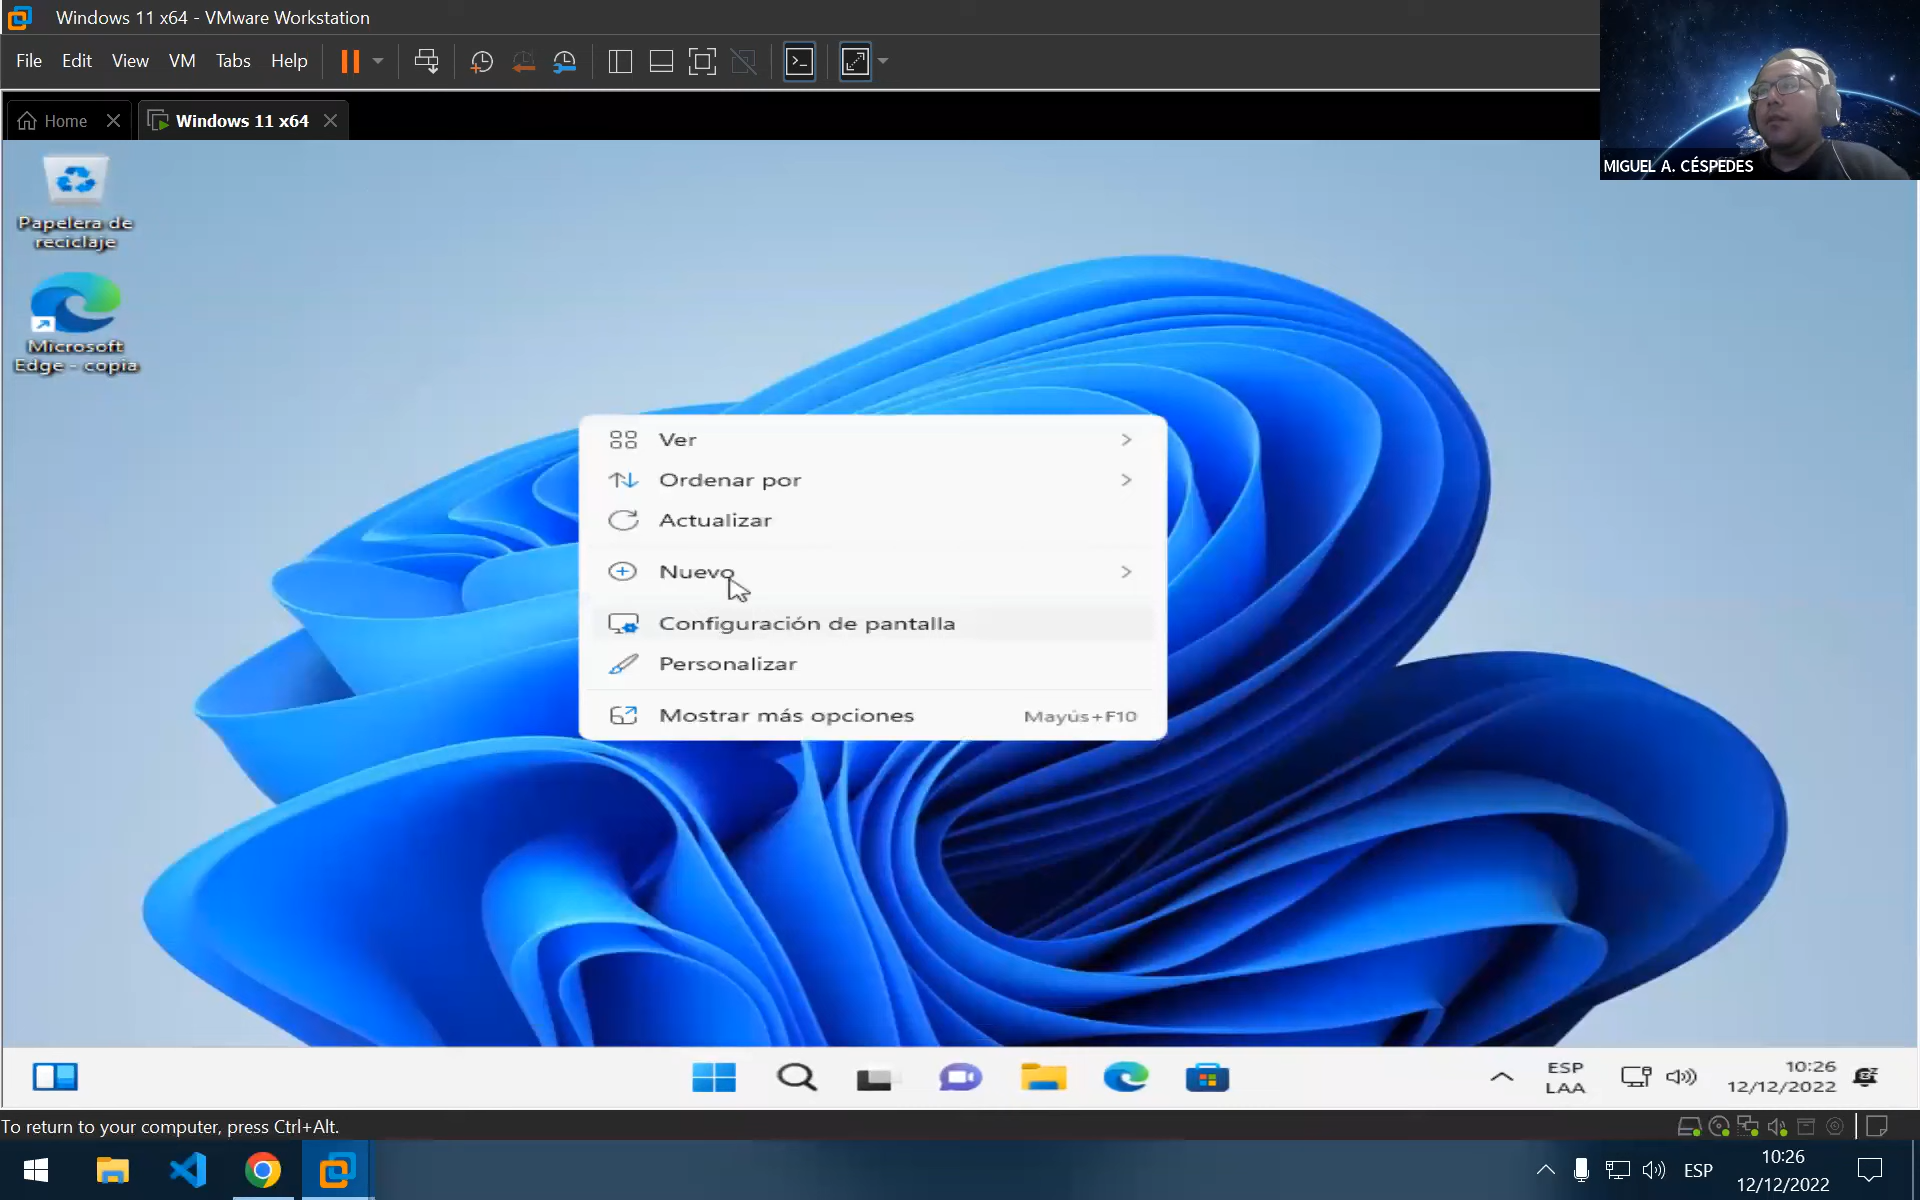 Windows 11 x64 - VMware Workstation
File Edit View VM Tabs Help
MIGUEL A. CÉSPEDES
Home
Windows 11 x64
Papelera de
reciclaje
Microsoft
Edge - copia
Ver
Ordenar por
Actualizar
Nuevo
Configuración de pantalla
Personalizar
Mostrar más opciones Mayús+F10
ESP
LAA
10:26
12/12/2022
To return to your computer, press Ctrl+Alt.
ESP
10:26
12/12/2022